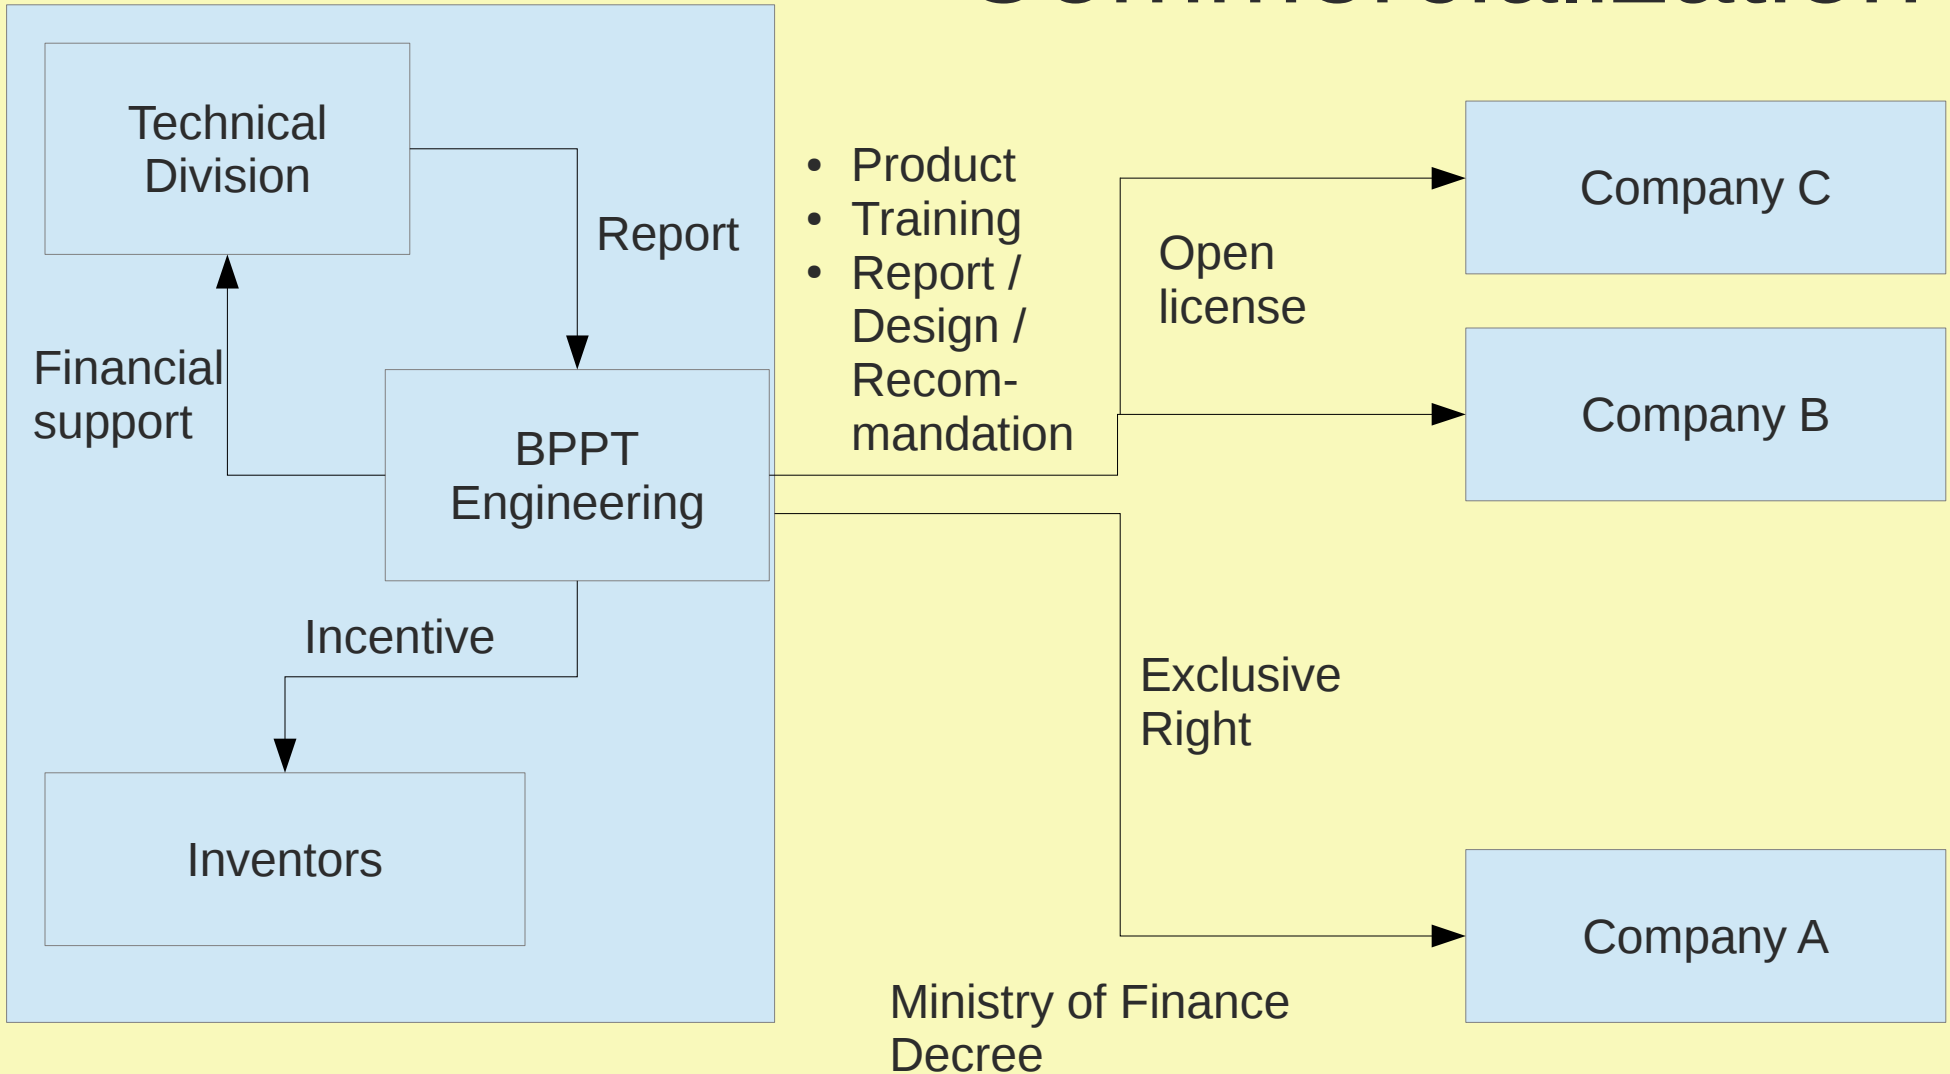 Commercialization
Technical
Division
Report
Financial
support
BPPT
Engineering
Incentive
Inventors
• Product
• Training
• Report /
Design /
Recom-
mandation
Open
license
Exclusive
Right
Company C
Company B
Company A
Ministry of Finance
Decree